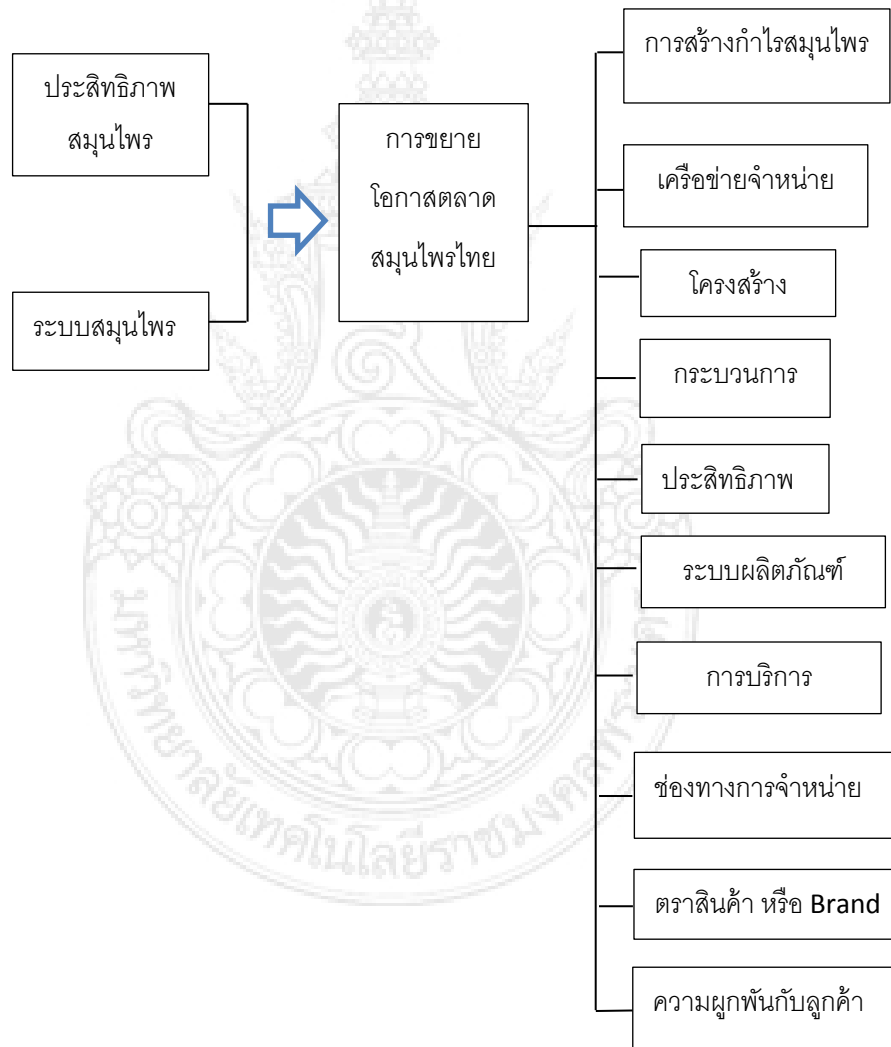 ประสิทธิภาพ
สมุนไพร
ระบบสมุนไพร
การขยาย
โอกาสตลาด
สมุนไพรไทย
การสร้างกำไรสมุนไพร
เครือข่ายจำหน่าย
โครงสร้าง
กระบวนการ
ประสิทธิภาพ
ระบบผลิตภัณฑ์
การบริการ
ช่องทางการจำหน่าย
ตราสินค้า หรือ Brand
ความผูกพันกับลูกค้า